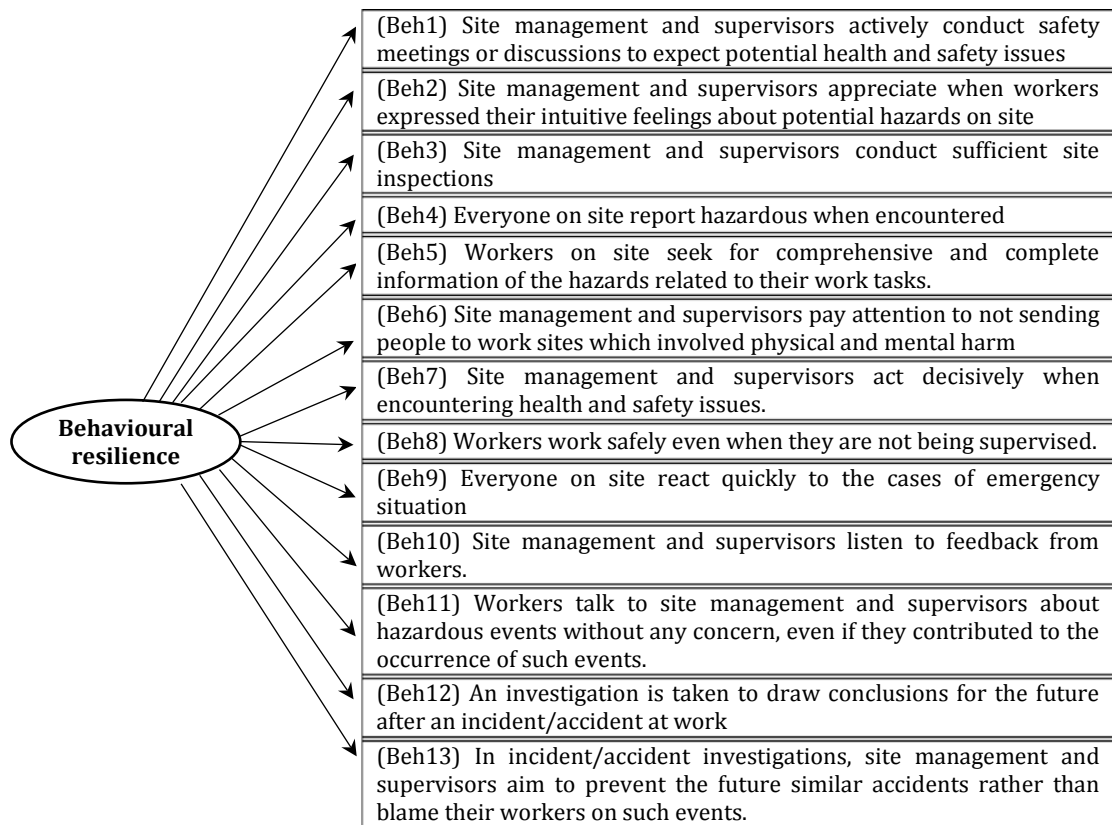 Behavioural
resilience
(Beh1) Site management and supervisors actively conduct safety
meetings or discussions to expect potential health and safety issues
(Beh2) Site management and supervisors appreciate when workers
expressed their intuitive feelings about potential hazards on site
(Beh3) Site management and supervisors conduct sufficient site
inspections
(Beh4) Everyone on site report hazardous when encountered
(Beh5) Workers on site seek for comprehensive and complete
information of the hazards related to their work tasks.
(Beh6) Site management and supervisors pay attention to not sending
people to work sites which involved physical and mental harm
(Beh7) Site management and supervisors act decisively when
encountering health and safety issues.
(Beh8) Workers work safely even when they are not being supervised.
(Beh9) Everyone on site react quickly to the cases of emergency
situation
(Beh10) Site management and supervisors listen to feedback from
workers.
(Beh11) Workers talk to site management and supervisors about
hazardous events without any concern, even if they contributed to the
occurrence of such events.
(Beh12) An investigation is taken to draw conclusions for the future
after an incident/accident at work
(Beh13) In incident/accident investigations, site management and
supervisors aim to prevent the future similar accidents rather than
blame their workers on such events.